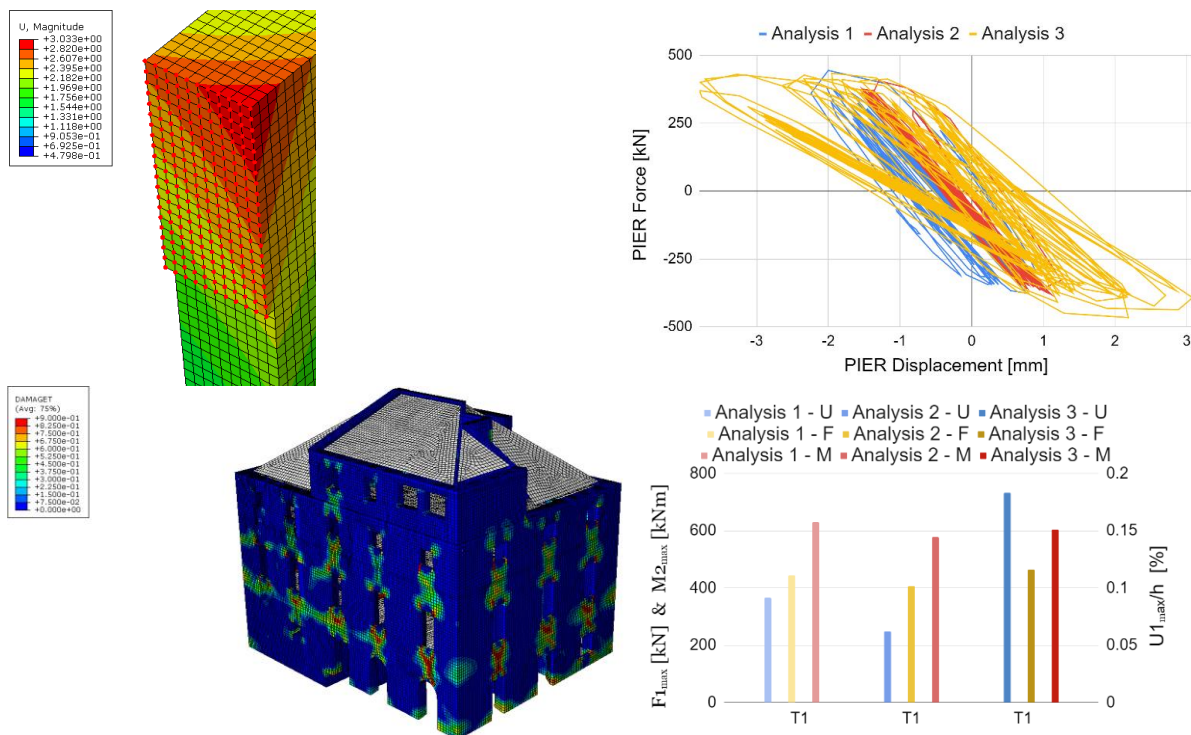 U, Magnitude
+3.033e+00
+2.820e+00
+2.607e+00
+2.395e+00
+2.182e+00
+1.969e+00
+1.756e+00
+1.544e+00
+1.331e+00
+1.118e+00
+9.053e-01
+6.925e-01
+4.798e-01
Analysis 1 Analysis 2 Analysis 3
PIER Force [kN]
500
250
0
-250
-500
-3 -2 -1 0 1 2 3
PIER Displacement [mm]
DAMAGET
(Avg: 75%)
+9.000e-01
+8.250e-01
+7.500e-01
+6.750e-01
+6.000e-01
+5.250e-01
+4.500e-01
+3.750e-01
+3.000e-01
+2.250e-01
+1.500e-01
+7.500e-02
+0.000e+00
Analysis 1 - U Analysis 2 - U Analysis 3 - U
Analysis 1 - F Analysis 2 - F Analysis 3 - F
Analysis 1 - M Analysis 2 - M Analysis 3 - M
F1max [kN] & M2max [kNm]
800
600
400
200
0
0.2
0.15
0.1
0.05
0
U1max/h [%]
T1 T1 T1